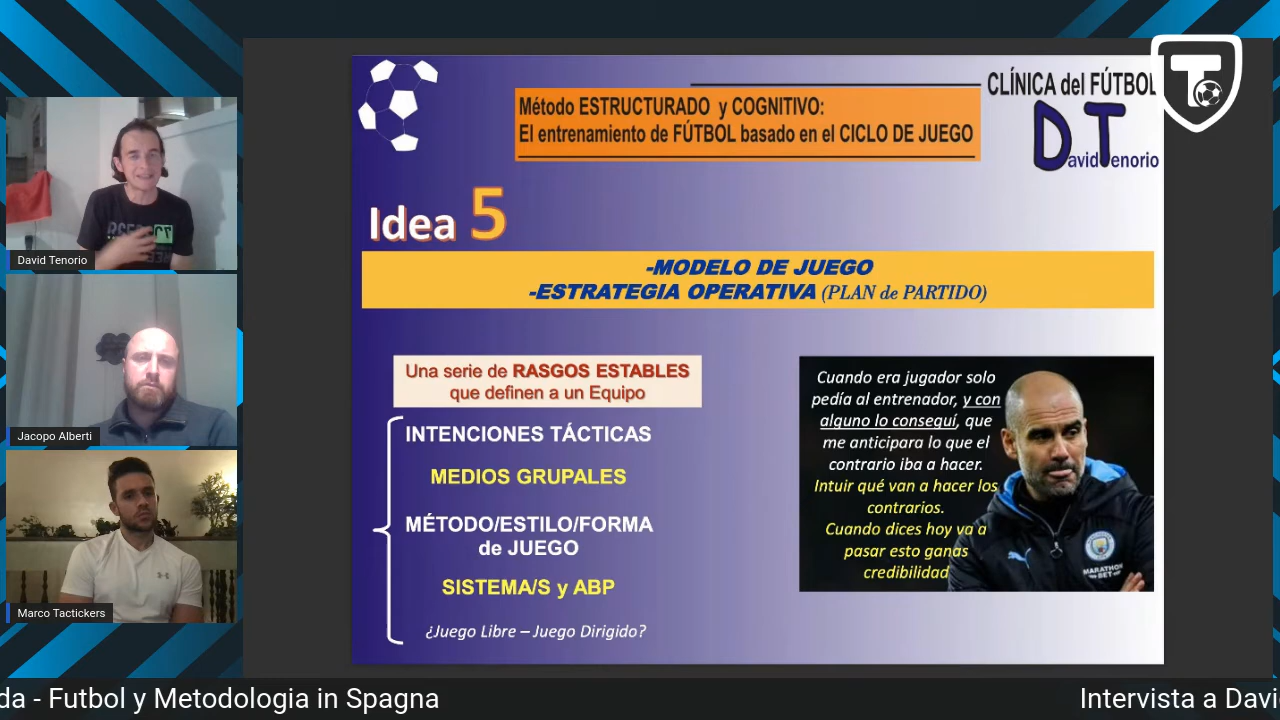 CLÍNICA del FÚTBOL
David Tenorio
Método ESTRUCTURADO y COGNITIVO:
El entrenamiento de FÚTBOL basado en el CICLO DE JUEGO
Idea 5
-MODELO DE JUEGO
-ESTRATEGIA OPERATIVA (PLAN de PARTIDO)
Una serie de RASGOS ESTABLES
que definen a un Equipo
INTENCIONES TÁCTICAS
MEDIOS GRUPALES
MÉTODO/ESTILO/FORMA
de JUEGO
SISTEMA/S y ABP
¿Juego Libre – Juego Dirigido?
Cuando era jugador solo
pedía al entrenador, y con
alguno lo conseguí, que
me anticipara lo que el
contrario iba a hacer.
Intuir qué van a hacer los
contrarios.
Cuando dices hoy va a
pasar esto ganas
credibilidad
MARATHON
BET
David Tenorio
Jacopo Alberti
Marco Tactickers
da - Futbol y Metodologia in Spagna
Intervista a Davi